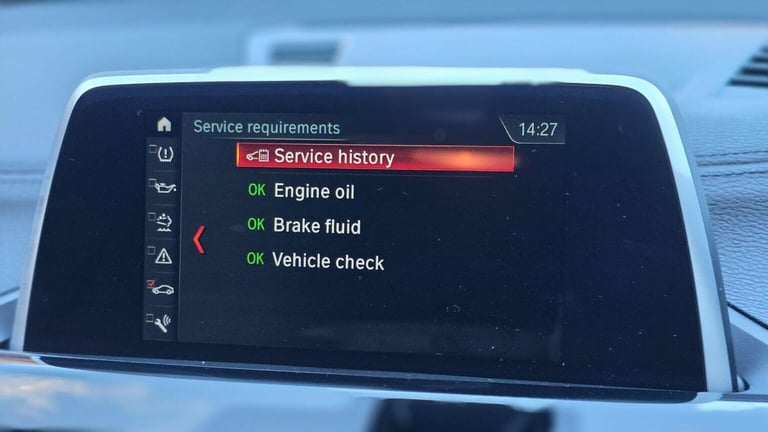 Service requirements
14:27
Service history
OK Engine oil
OK Brake fluid
OK Vehicle check